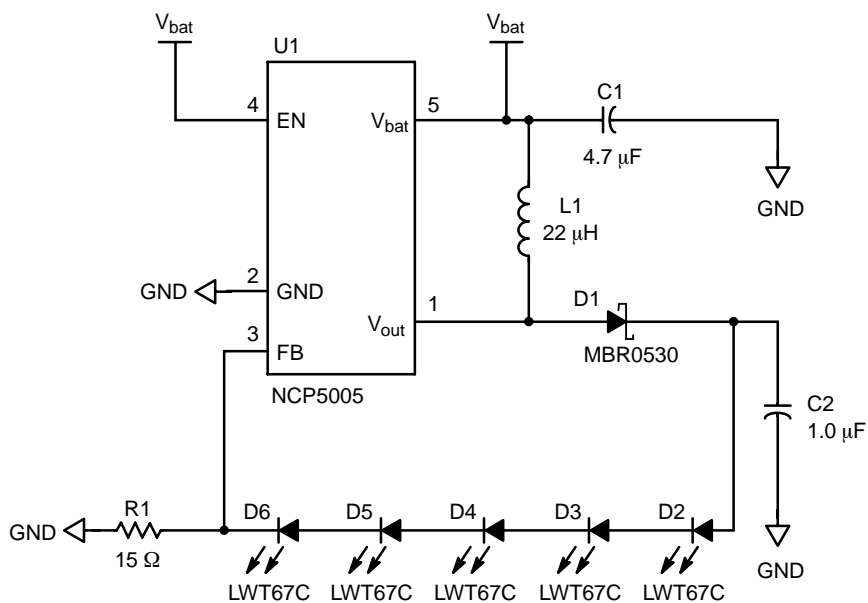 Vbat
Vbat
U1
C1
4
5
EN
Vbat
4.7 μF
GND
L1
22 μH
2
GND
GND
1
D1
3
Vout
FB
MBR0530
NCP5005
C2
1.0 μF
R1
D6
D5
D4
D3
D2
GND
15 Ω
LWT67C
LWT67C
LWT67C
LWT67C
LWT67C
GND